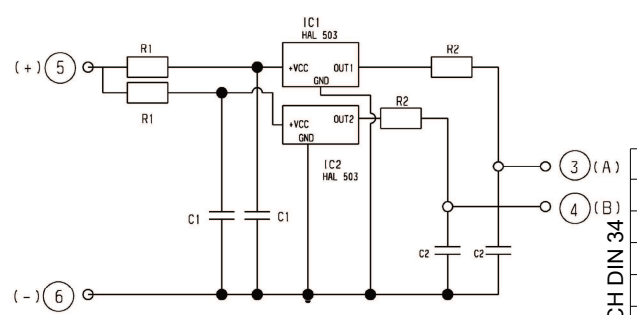 IC1
HAL 503
(+) 5
R1
R1
+VCC
OUT1
GND
R2
+VCC
OUT2
GND
R2
IC2
HAL 503
3 (A)
4 (B)
C1
C1
C2
C2
(-) 6
CH DIN 34